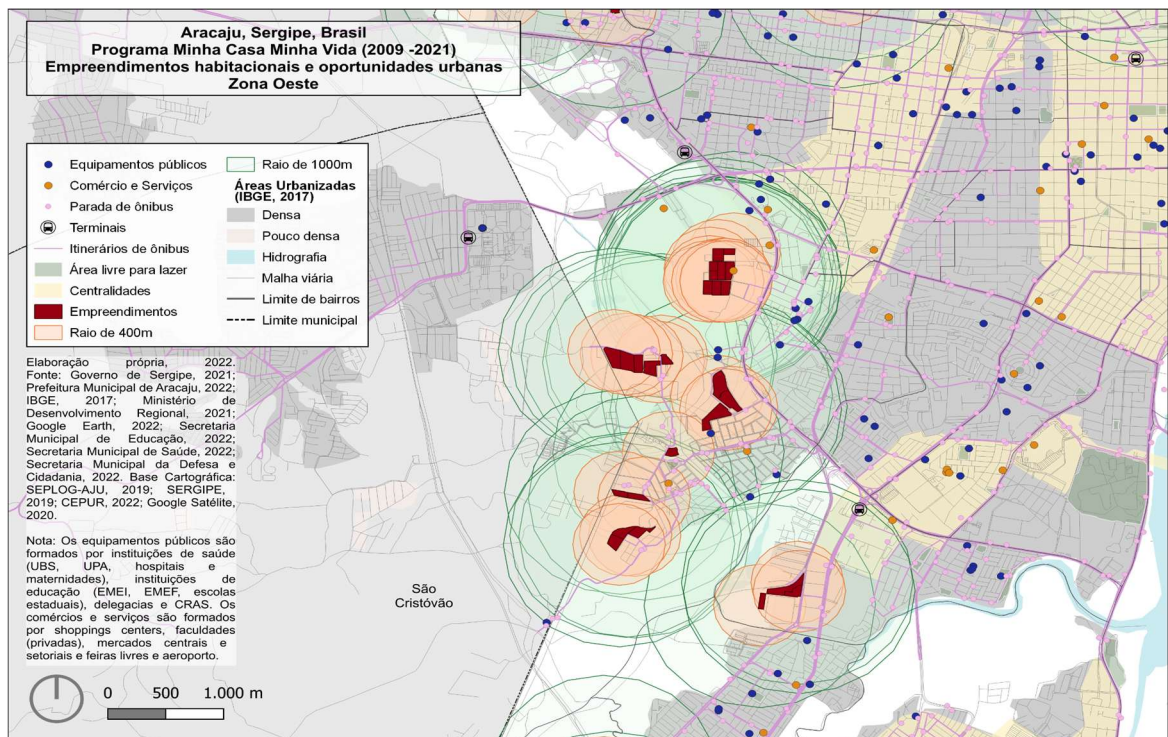 Aracaju, Sergipe, Brasil
Programa Minha Casa Minha Vida (2009 -2021)
Empreendimentos habitacionais e oportunidades urbanas
Zona Oeste
Equipamentos públicos
Comércio e Serviços
Parada de ônibus
Terminais
Itinerários de ônibus
Área livre para lazer
Centralidades
Empreendimentos
Raio de 400m
Raio de 1000m
Áreas Urbanizadas
(IBGE, 2017)
Densa
Pouco densa
Hidrografia
Malha viária
Limite de bairros
Limite municipal
Elaboração própria, 2022.
Fonte: Governo de Sergipe, 2021;
Prefeitura Municipal de Aracaju, 2022;
IBGE, 2017; Ministério de
Desenvolvimento Regional, 2021;
Google Earth, 2022; Secretaria
Municipal de Educação, 2022;
Secretaria Municipal de Saúde, 2022;
Secretaria Municipal da Defesa e
Cidadania, 2022. Base Cartográfica:
SEPLOG-AJU, 2019; SERGIPE,
2019; CEPUR, 2022; Google Satélite,
2020.
Nota: Os equipamentos públicos são
formados por instituições de saúde
(UBS, UPA, hospitais e
maternidades), instituições de
educação (EMEI, EMEF, escolas
estaduais), delegacias e CRAS. Os
comércios e serviços são formados
por shoppings centers, faculdades
(privadas), mercados centrais e
setoriais e feiras livres e aeroporto.
São
Cristóvão
0 500 1.000 m